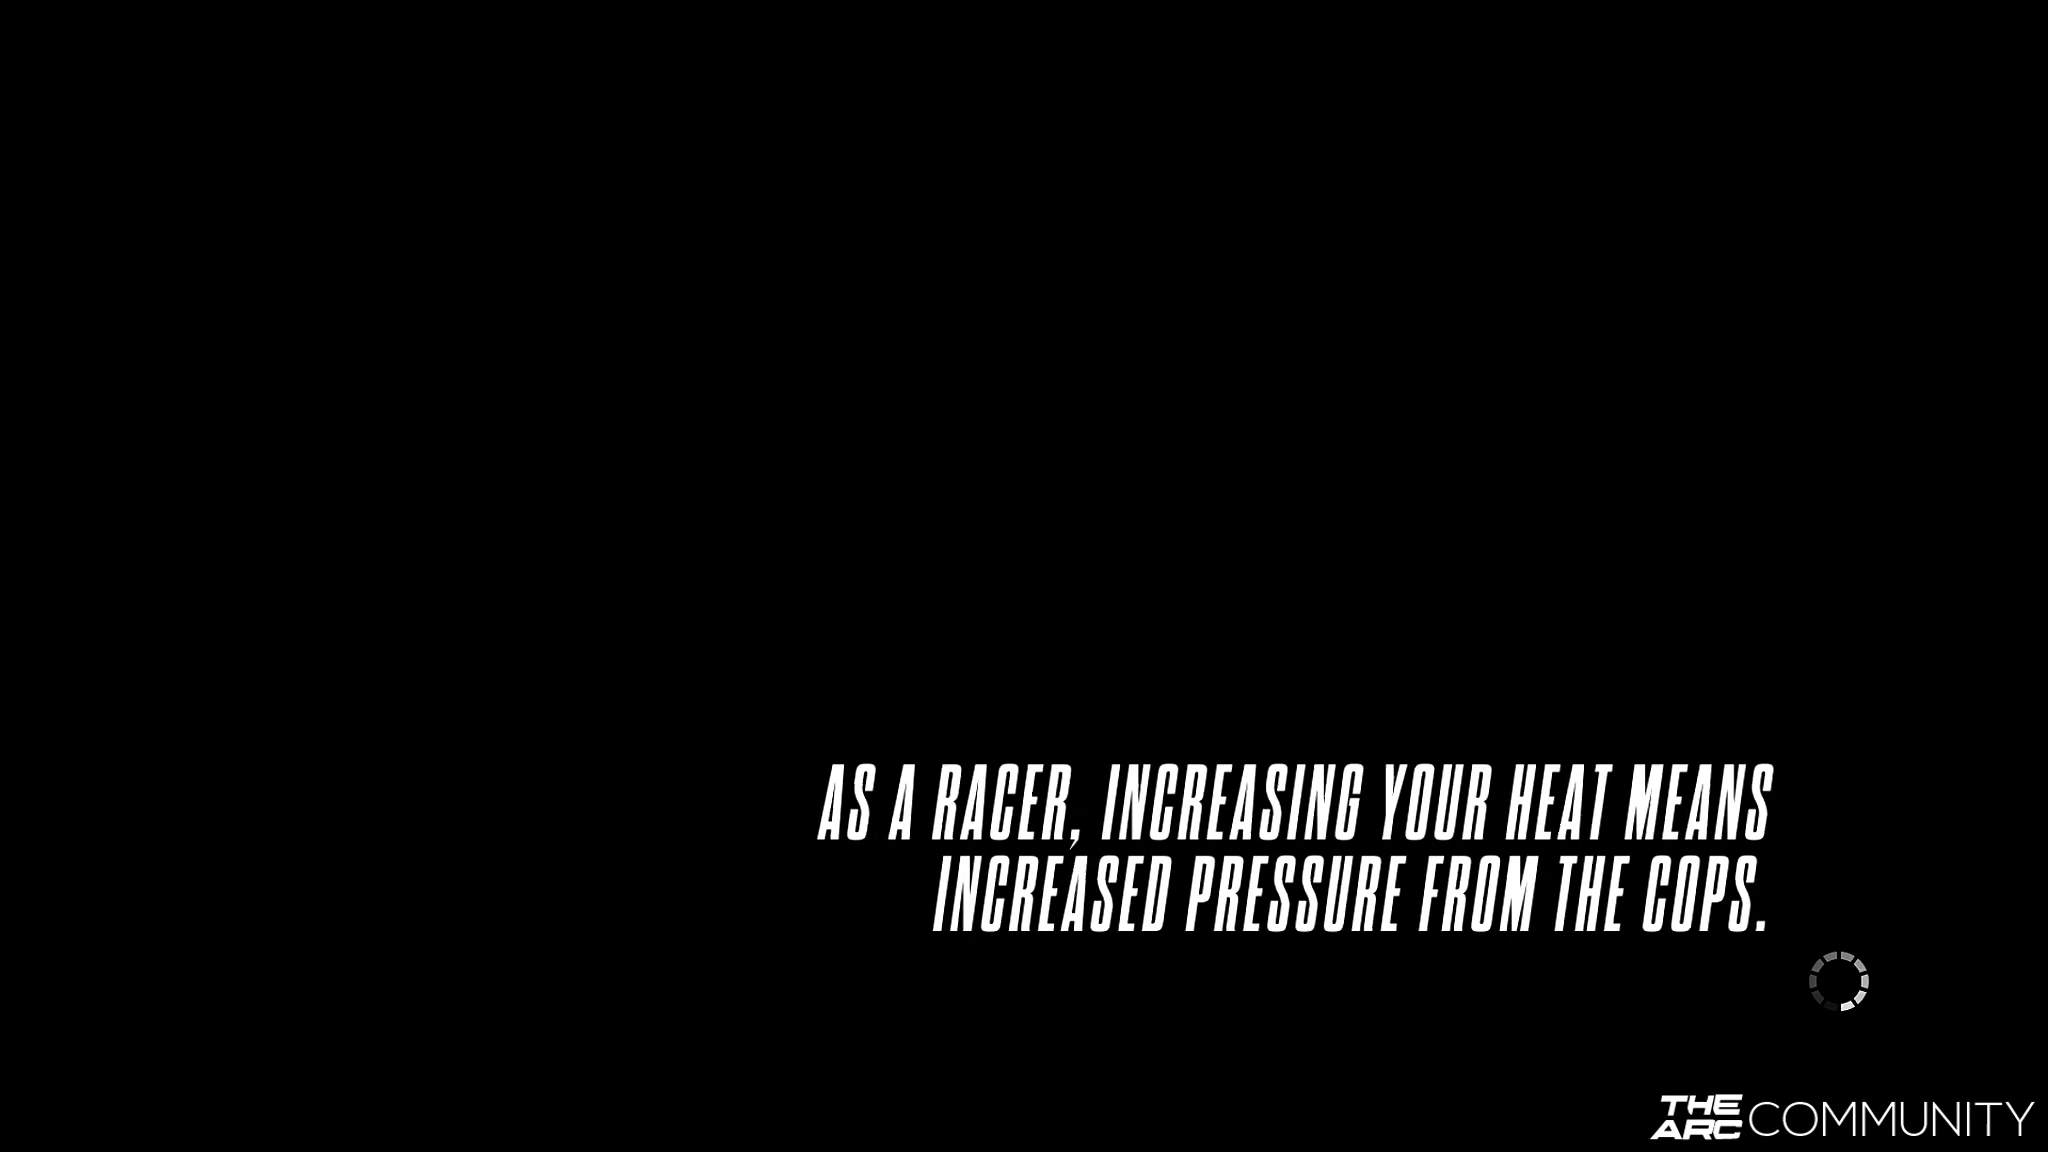 AS A RACER, INCREASING YOUR HEAT MEANS
INCREASED PRESSURE FROM THE COPS.
THE ARC COMMUNITY